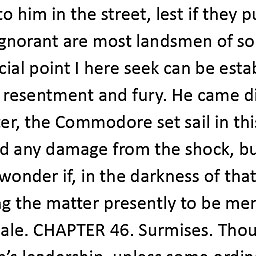 to him in the street, lest if they pu
gnorant are most landsmen of so
cial point I here seek can be estab
resentment and fury. He came di
er, the Commodore set sail in this
d any damage from the shock, bu
wonder if, in the darkness of that
ng the matter presently to be mer
ale. CHAPTER 46. Surmises. Thou
leadership, unless some ordin